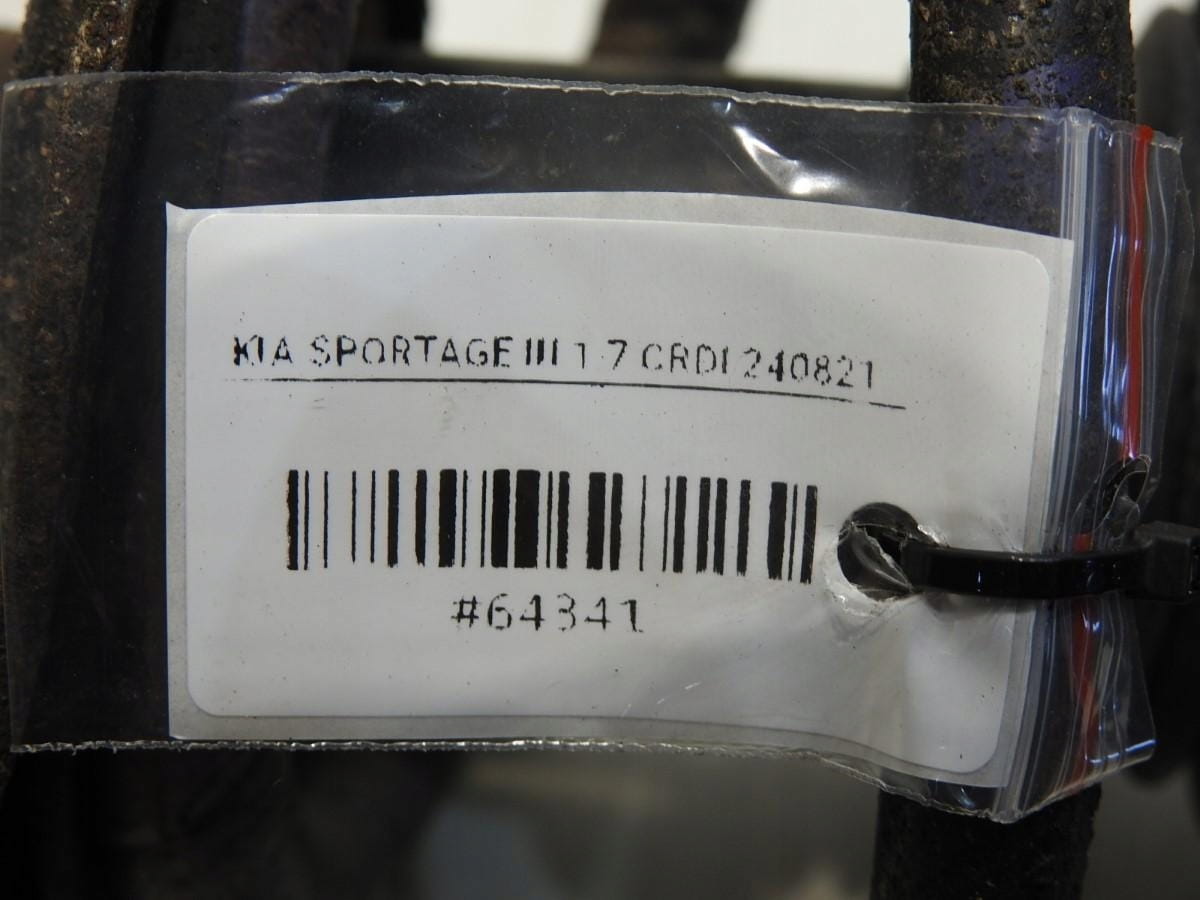 KIA SPORTAGE III 1.7 CRDI 240821
#64341